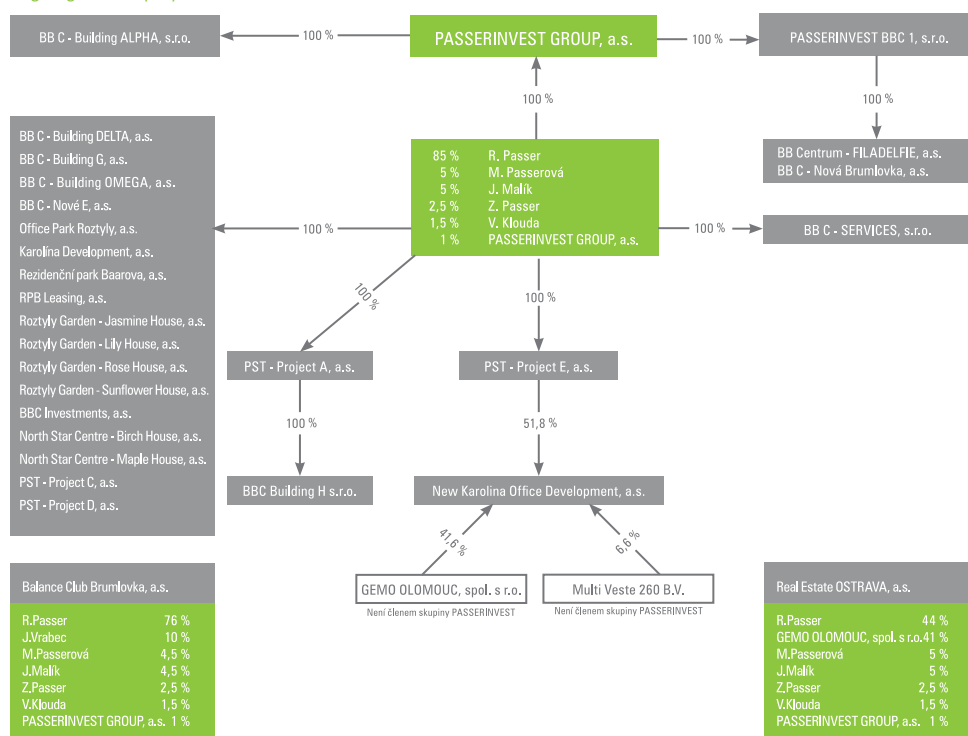 BB C - Building ALPHA, s.r.o.
100 %
PASSERINVEST GROUP, a.s.
100 %
PASSERINVEST BBC 1, s.r.o.
100 %
100 %
BB C - Building DELTA, a.s.
BB C - Building G, a.s.
BB C - Building OMEGA, a.s.
BB C - Nové E, a.s.
Office Park Roztyly, a.s.
Karolína Development, a.s.
Rezidenční park Baarova, a.s.
RPB Leasing, a.s.
Roztyly Garden - Jasmine House, a.s.
Roztyly Garden - Lily House, a.s.
Roztyly Garden - Rose House, a.s.
Roztyly Garden - Sunflower House, a.s.
BBC Investments, a.s.
North Star Centre - Birch House, a.s.
North Star Centre - Maple House, a.s.
PST - Project C, a.s.
PST - Project D, a.s.
100 %
85 % R. Passer
5 % M. Passerová
5 % J. Malík
2,5 % Z. Passer
1,5 % V. Klouda
1 % PASSERINVEST GROUP, a.s.
BB Centrum - FILADELFIE, a.s.
BB C - Nová Brumlovka, a.s.
100 %
BB C - SERVICES, s.r.o.
100 %
100 %
PST - Project A, a.s.
PST - Project E, a.s.
100 %
51,8 %
BBC Building H s.r.o.
New Karolina Office Development, a.s.
41,6 %
6,6 %
GEMO OLOMOUC, spol. s r.o.
Multi Veste 260 B.V.
Není členem skupiny PASSERINVEST
Není členem skupiny PASSERINVEST
Balance Club Brumlovka, a.s.
R.Passer 76 %
J.Vrabec 10 %
M.Passerová 4,5 %
J.Malík 4,5 %
Z.Passer 2,5 %
V.Klouda 1,5 %
PASSERINVEST GROUP, a.s. 1 %
Real Estate OSTRAVA, a.s.
R.Passer 44 %
GEMO OLOMOUC, spol. s r.o. 41 %
M.Passerová 5 %
J.Malík 5 %
Z.Passer 2,5 %
V.Klouda 1,5 %
PASSERINVEST GROUP, a.s. 1 %